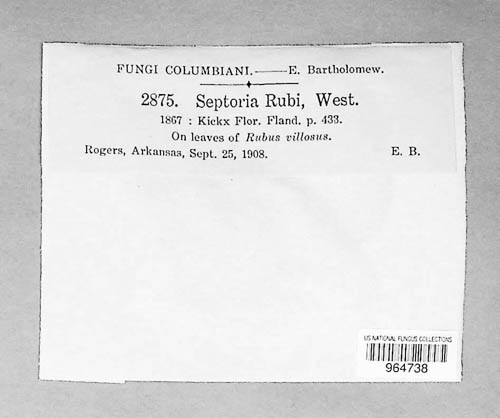 FUNGI COLUMBIANI.—E. Bartholomew.
2875. Septoria Rubi, West.
1867 : Kickx Flor. Fland. p. 433.
On leaves of Rubus villosus.
Rogers, Arkansas, Sept. 25, 1908. E. B.
US NATIONAL FUNGUS COLLECTIONS
964738